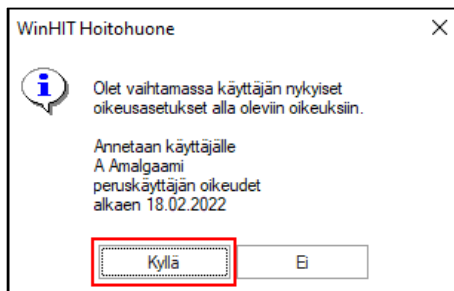 WinHIT Hoitohuone
Olet vaihtamassa käyttäjän nykyiset
oikeusasetukset alla oleviin oikeuksiin.
Annetaan käyttäjälle
A Amalgaami
peruskäyttäjän oikeudet
alkaen 18.02.2022
Kyllä
Ei